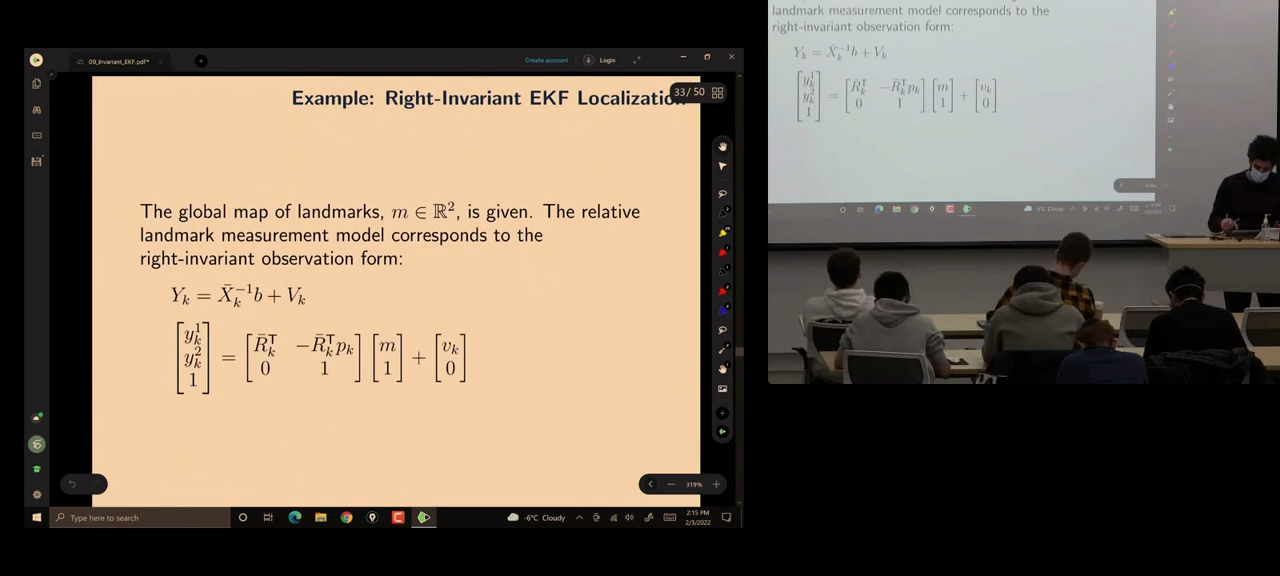 09_Invariant_EKF.pdf*
Create account
Login
33 / 50
Example: Right-Invariant EKF Localizatio
The global map of landmarks, m ∈ ℝ², is given. The relative
landmark measurement model corresponds to the
right-invariant observation form:
Y_k = X̄_k^{-1} b + V_k
[y_k^1; y_k^2; 1] = [R̄_k^T  -R̄_k^T p_k; 0  1] [m; 1] + [v_k; 0]
319%
Type here to search
-6°C Cloudy
2:15 PM
2/3/2022
landmark measurement model corresponds to the
right-invariant observation form:
Y_k = X̄_k^{-1} b + V_k
[y_k^1; y_k^2; 1] = [R̄_k^T  -R̄_k^T p_k; 0  1] [m; 1] + [v_k; 0]